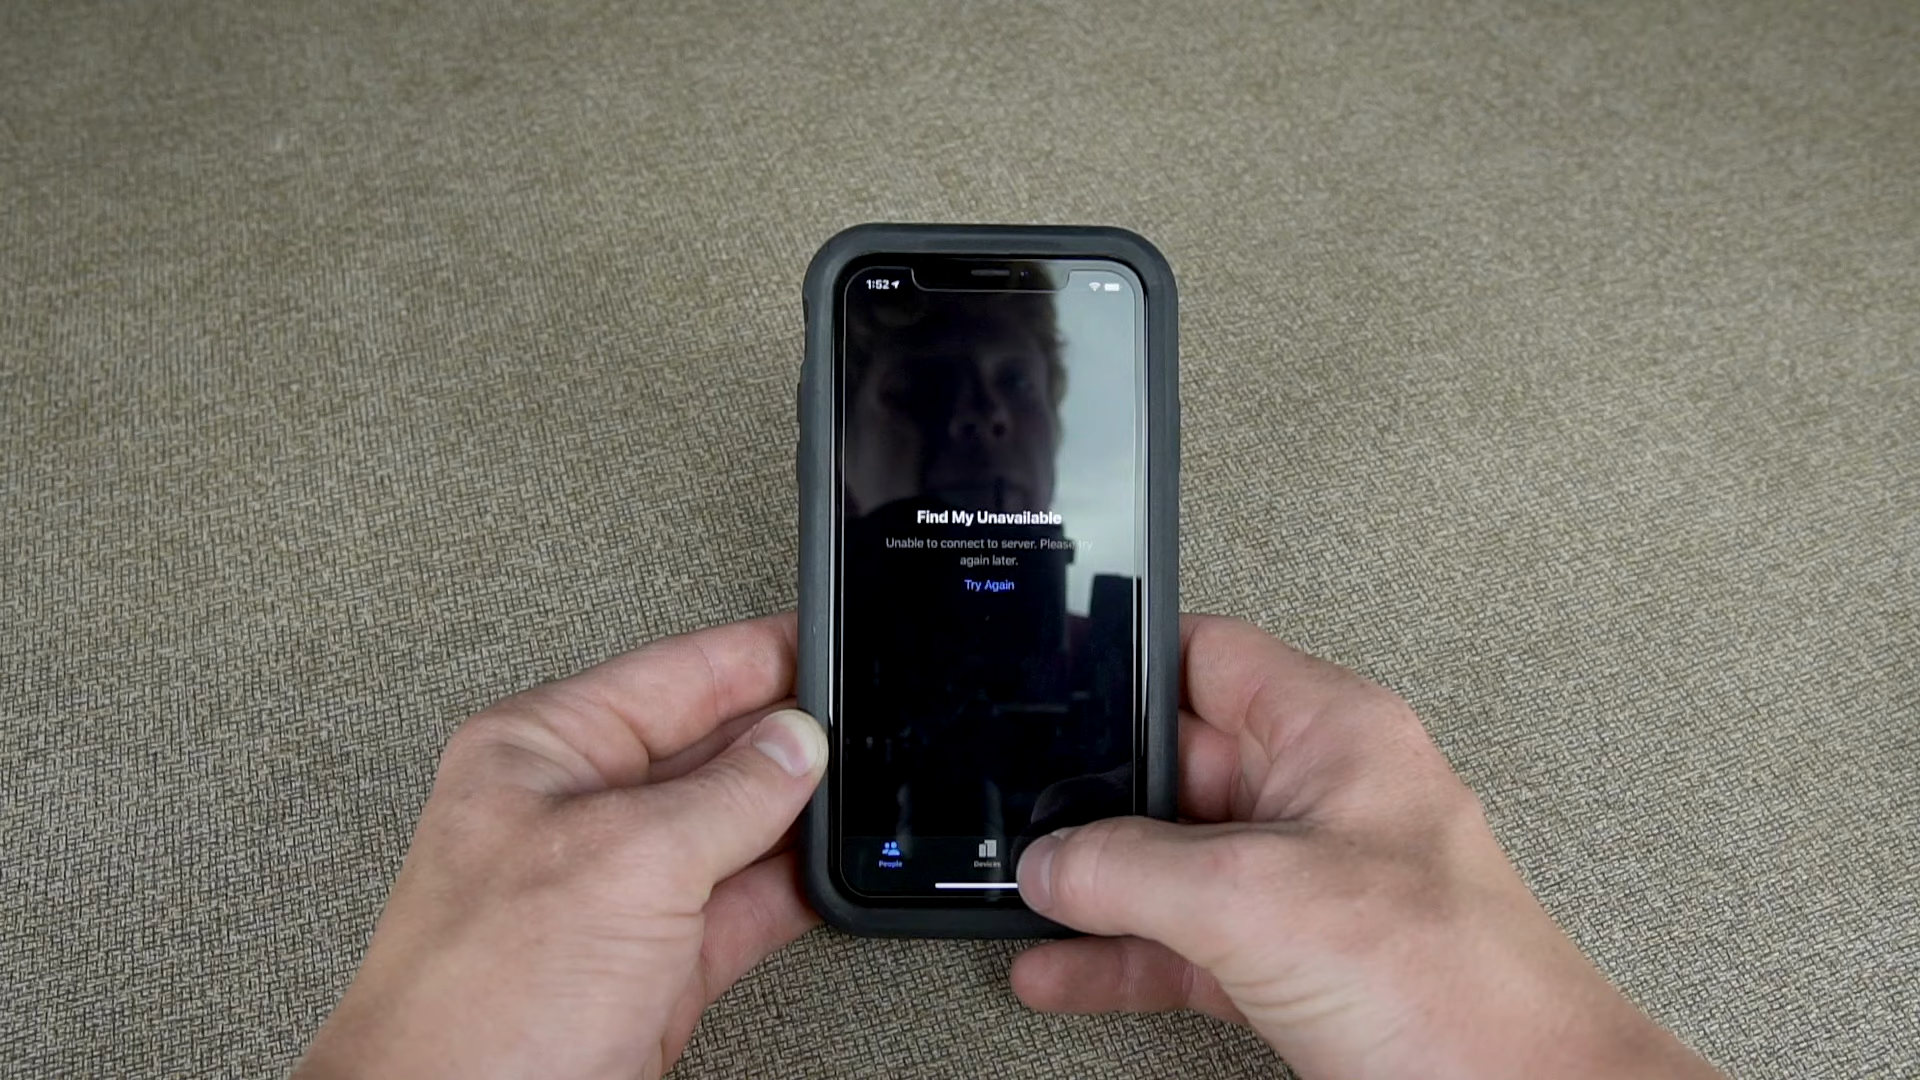 1:52
Find My Unavailable
Unable to connect to server. Please try
again later.
Try Again
People
Devices